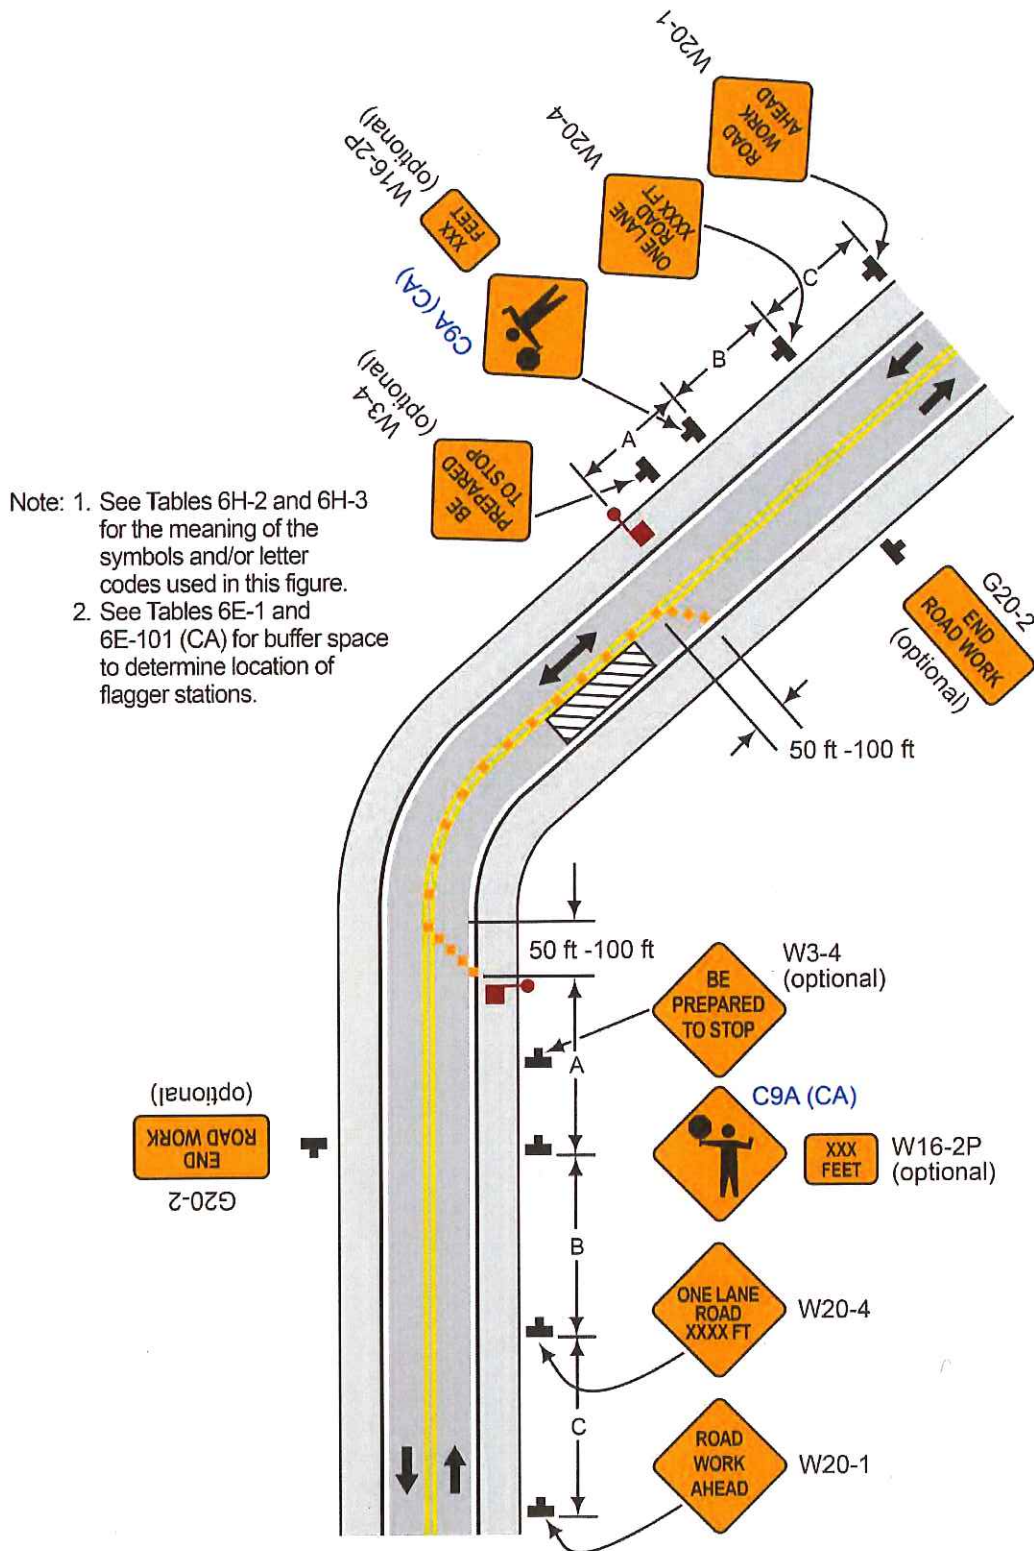 W20-1
ROAD
WORK
AHEAD
W20-4
ONE LANE
ROAD
XXXX FT
W16-2P
(optional)
XXX
FEET
C9A (CA)
W3-4
(optional)
BE
PREPARED
TO STOP
C
B
A
Note: 1. See Tables 6H-2 and 6H-3
for the meaning of the
symbols and/or letter
codes used in this figure.
2. See Tables 6E-1 and
6E-101 (CA) for buffer space
to determine location of
flagger stations.
G20-2
END
ROAD WORK
(optional)
50 ft -100 ft
50 ft -100 ft
BE
PREPARED
TO STOP
W3-4
(optional)
A
C9A (CA)
XXX
FEET
W16-2P
(optional)
G20-2
END
ROAD WORK
(optional)
B
ONE LANE
ROAD
XXXX FT
W20-4
C
ROAD
WORK
AHEAD
W20-1